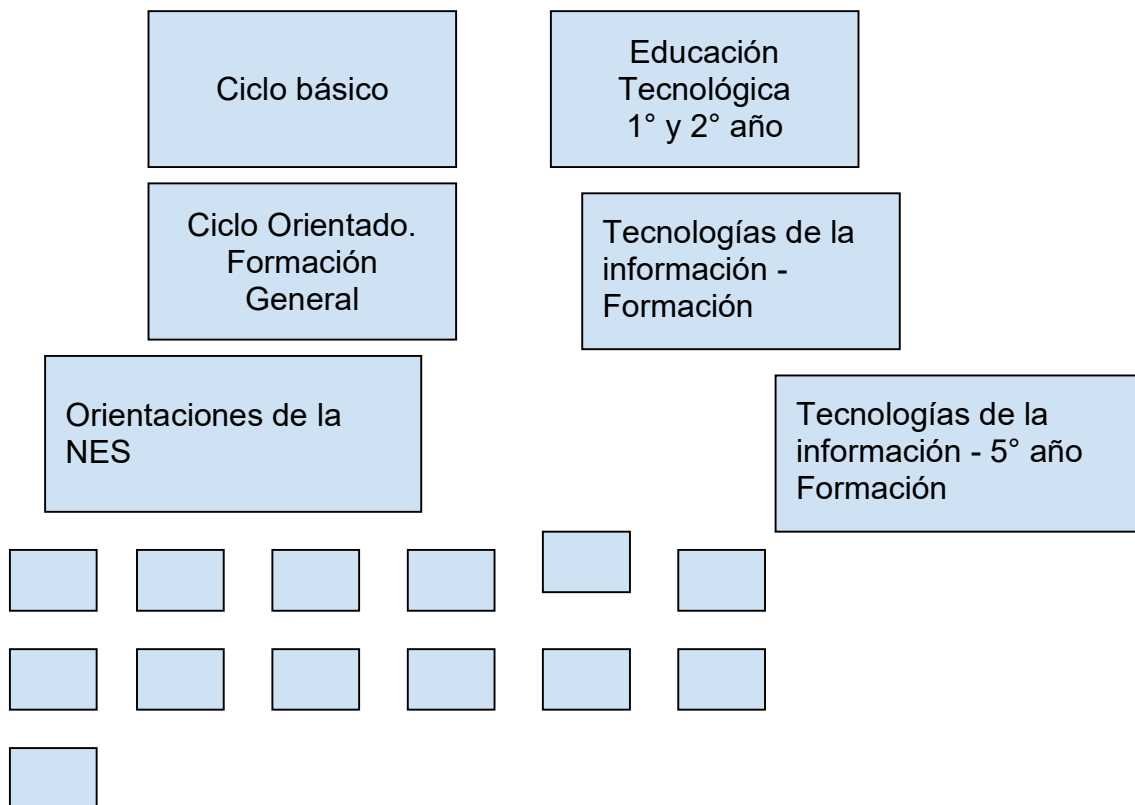 Ciclo básico
Educación
Tecnológica
1° y 2° año
Ciclo Orientado.
Formación
General
Tecnologías de la
información -
Formación
Orientaciones de la
NES
Tecnologías de la
información - 5° año
Formación